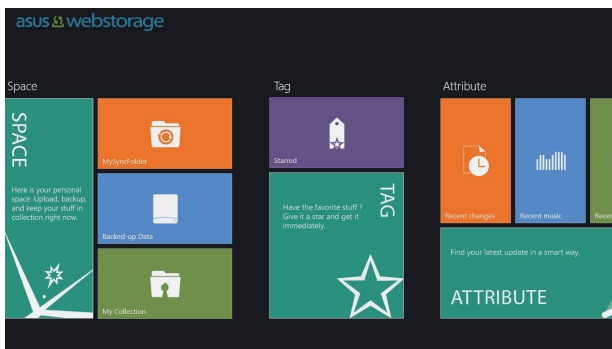 asus webstorage
Space
SPACE
Here is your personal
space. Upload, backup,
and keep your stuff in
collection right now.
MySyncFolder
Backed-up Data
My Collection
Tag
Starred
Have the favorite stuff ?
Give it a star and get it
immediately.
TAG
Attribute
Recent changes
Recent music
Recen
Find your latest update in a smart way.
ATTRIBUTE